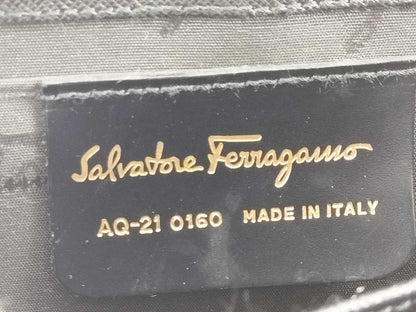 Salvatore Ferragamo
AQ-21 0160 MADE IN ITALY